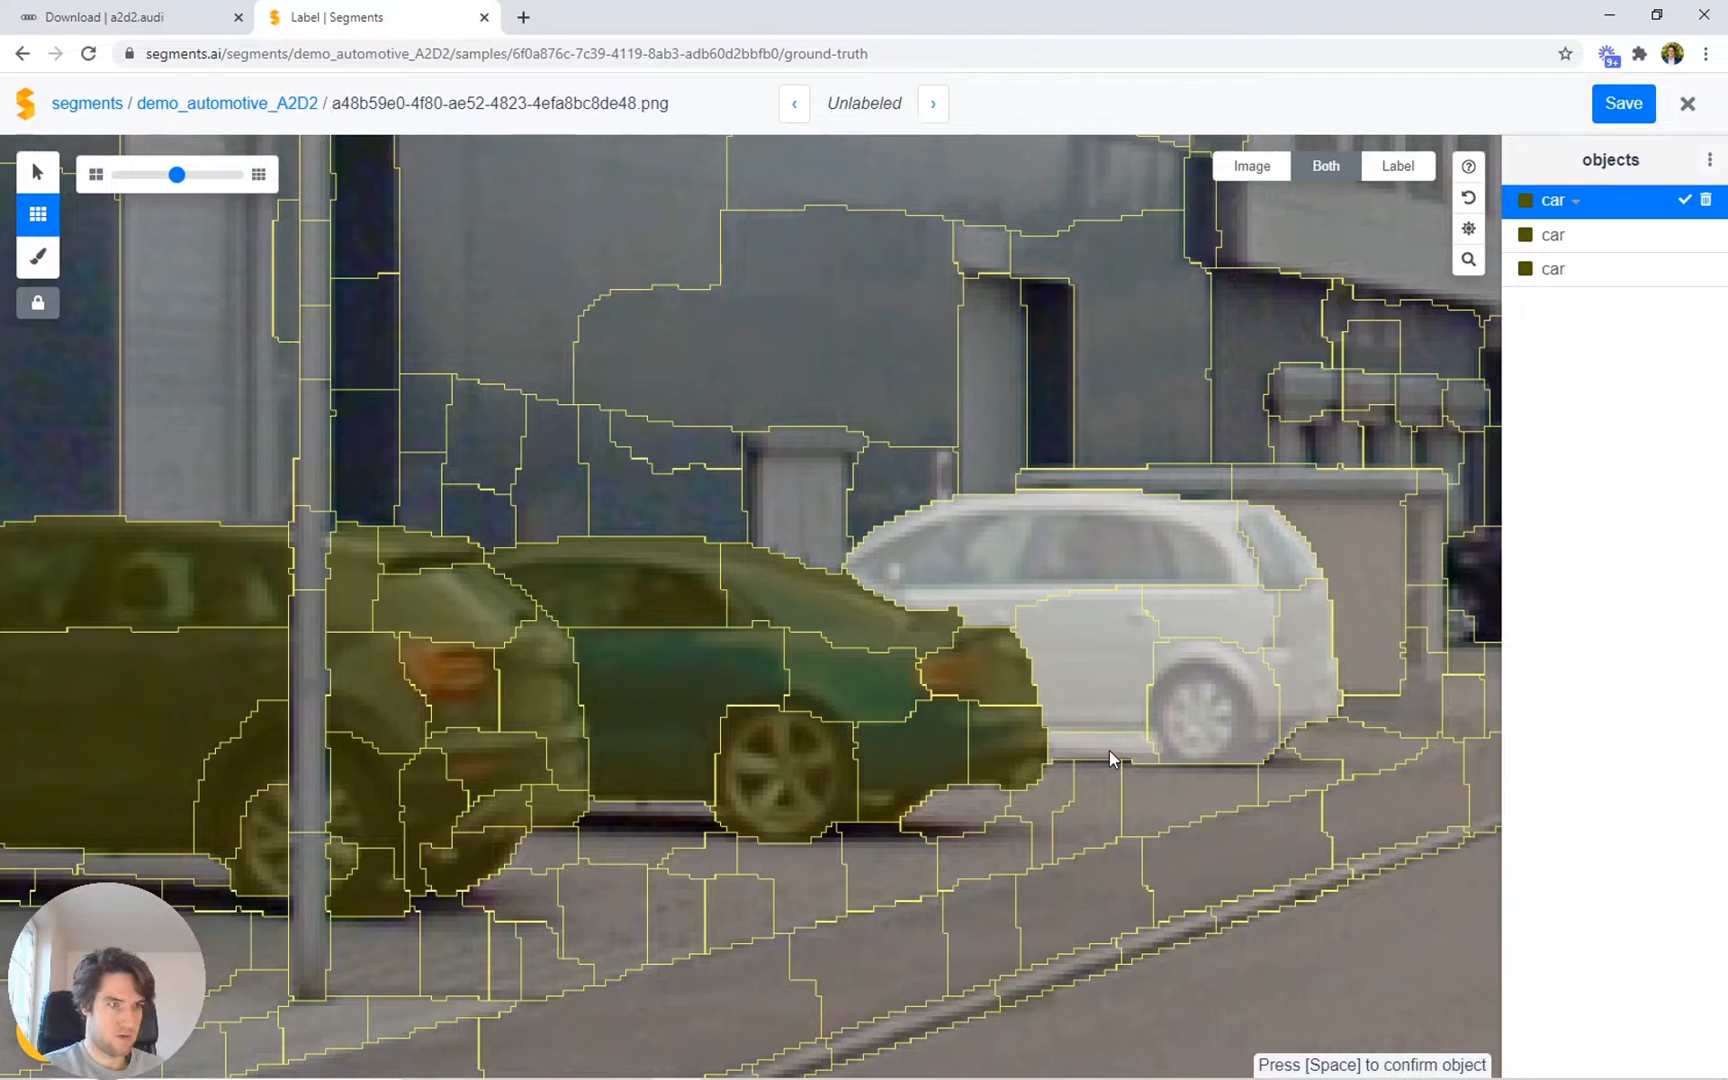 Download | a2d2.audi
Label | Segments
segments.ai/segments/demo_automotive_A2D2/samples/6f0a876c-7c39-4119-8ab3-adb60d2bbfb0/ground-truth
9+
segments / demo_automotive_A2D2 / a48b59e0-4f80-ae52-4823-4efa8bc8de48.png
Unlabeled
Save
Image
Both
Label
objects
car
car
car
Press [Space] to confirm object